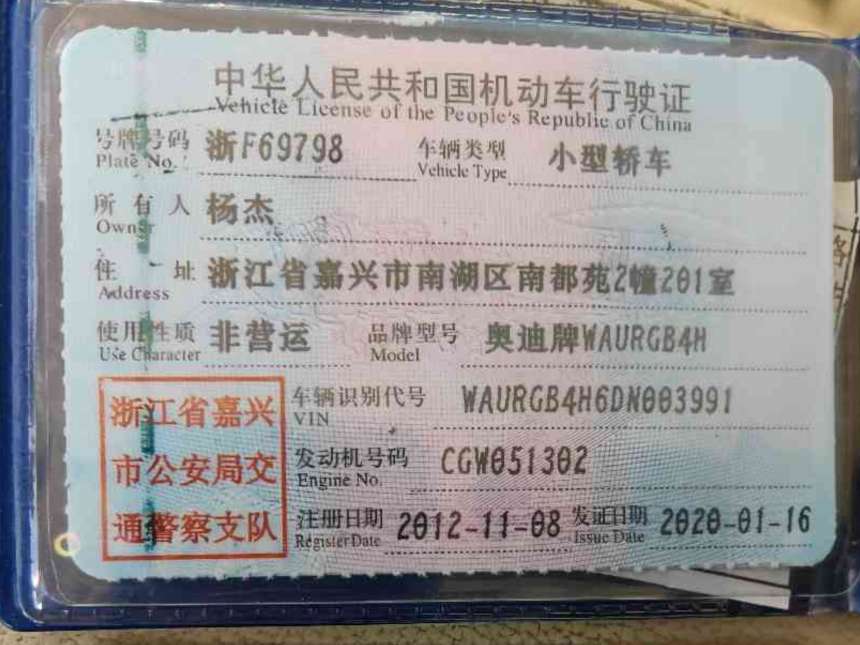 中华人民共和国机动车行驶证
Vehicle License of the People's Republic of China
号牌号码 浙F69798 车辆类型 小型轿车
Plate No. Vehicle Type
所有人 杨杰
Owner
住址 浙江省嘉兴市南湖区南都苑2幢201室
Address
使用性质 非营运 品牌型号 奥迪牌WAURGB4H
Use Character Model
浙江省嘉兴
市公安局交
通警察支队
车辆识别代号 WAURGB4H6DN003991
VIN
发动机号码 CGW051302
Engine No.
注册日期 2012-11-08 发证日期 2020-01-16
Register Date Issue Date